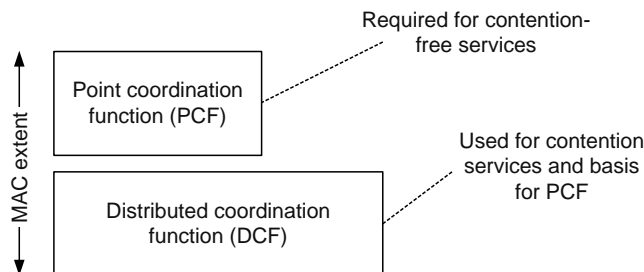 Required for contention-
free services
Point coordination
function (PCF)
MAC extent
Used for contention
services and basis
for PCF
Distributed coordination
function (DCF)